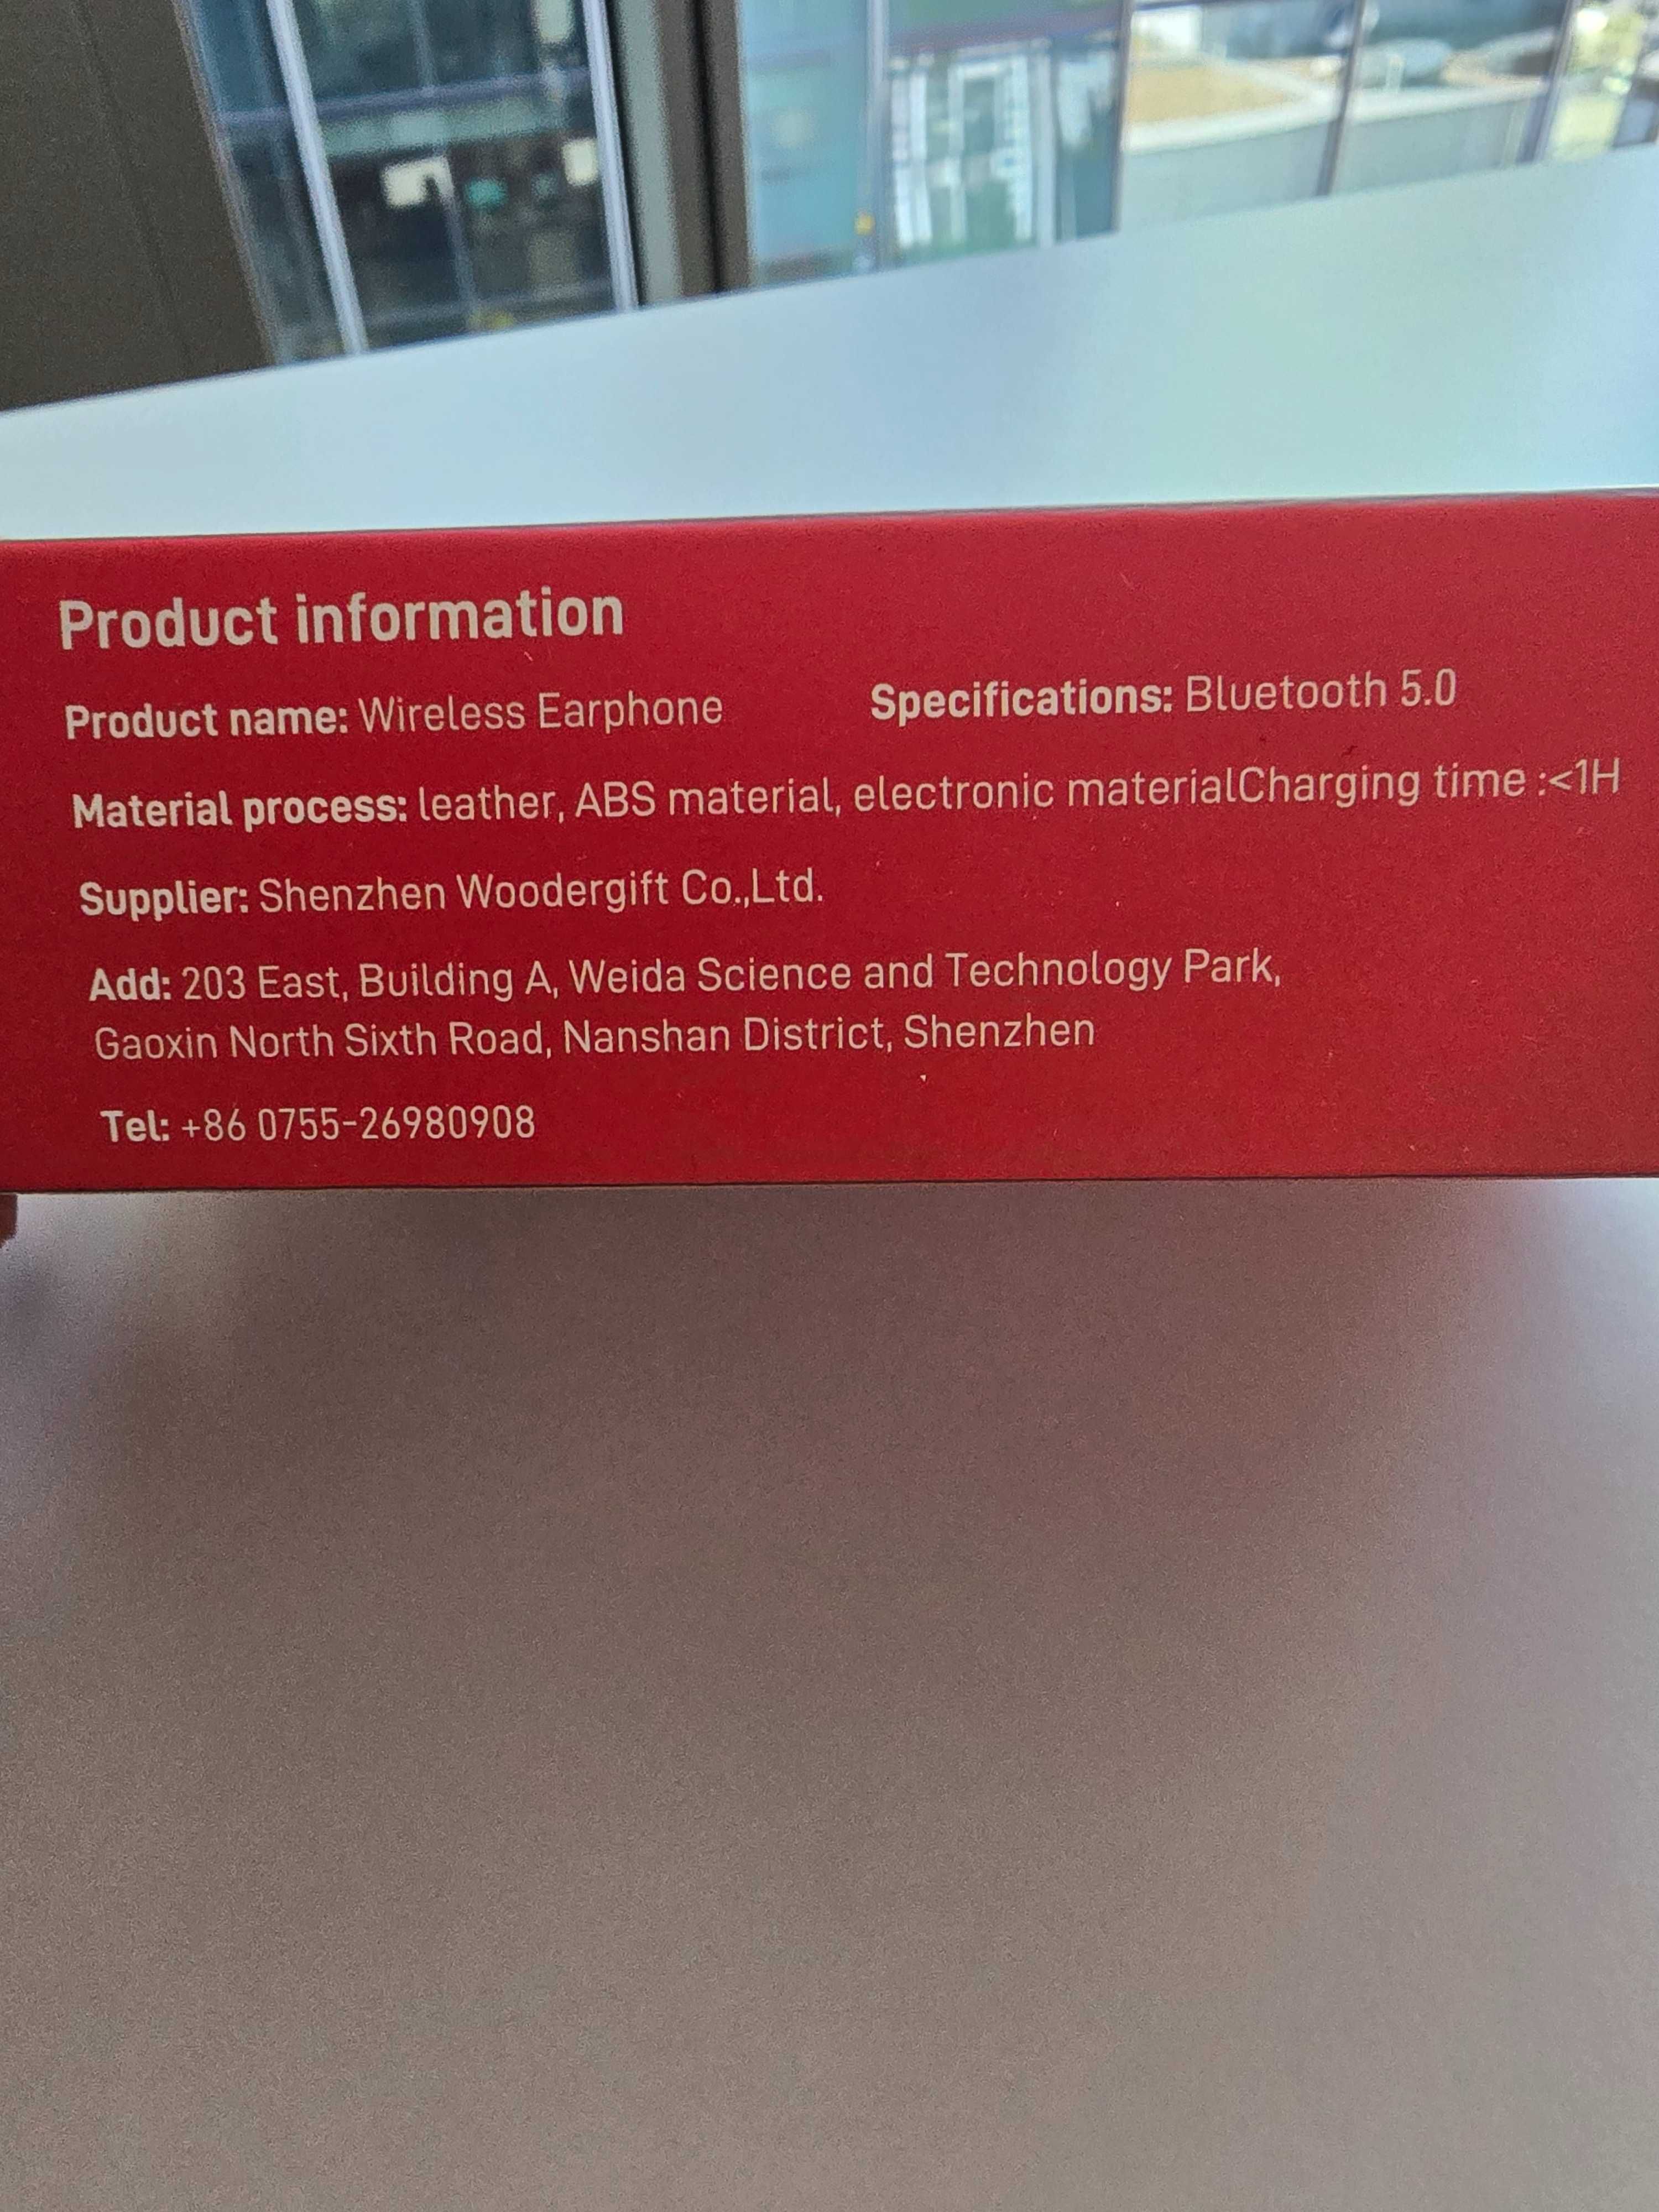 Product information
Product name: Wireless Earphone Specifications: Bluetooth 5.0
Material process: leather, ABS material, electronic materialCharging time :<1H
Supplier: Shenzhen Woodergift Co.,Ltd.
Add: 203 East, Building A, Weida Science and Technology Park,
Gaoxin North Sixth Road, Nanshan District, Shenzhen
Tel: +86 0755-26980908